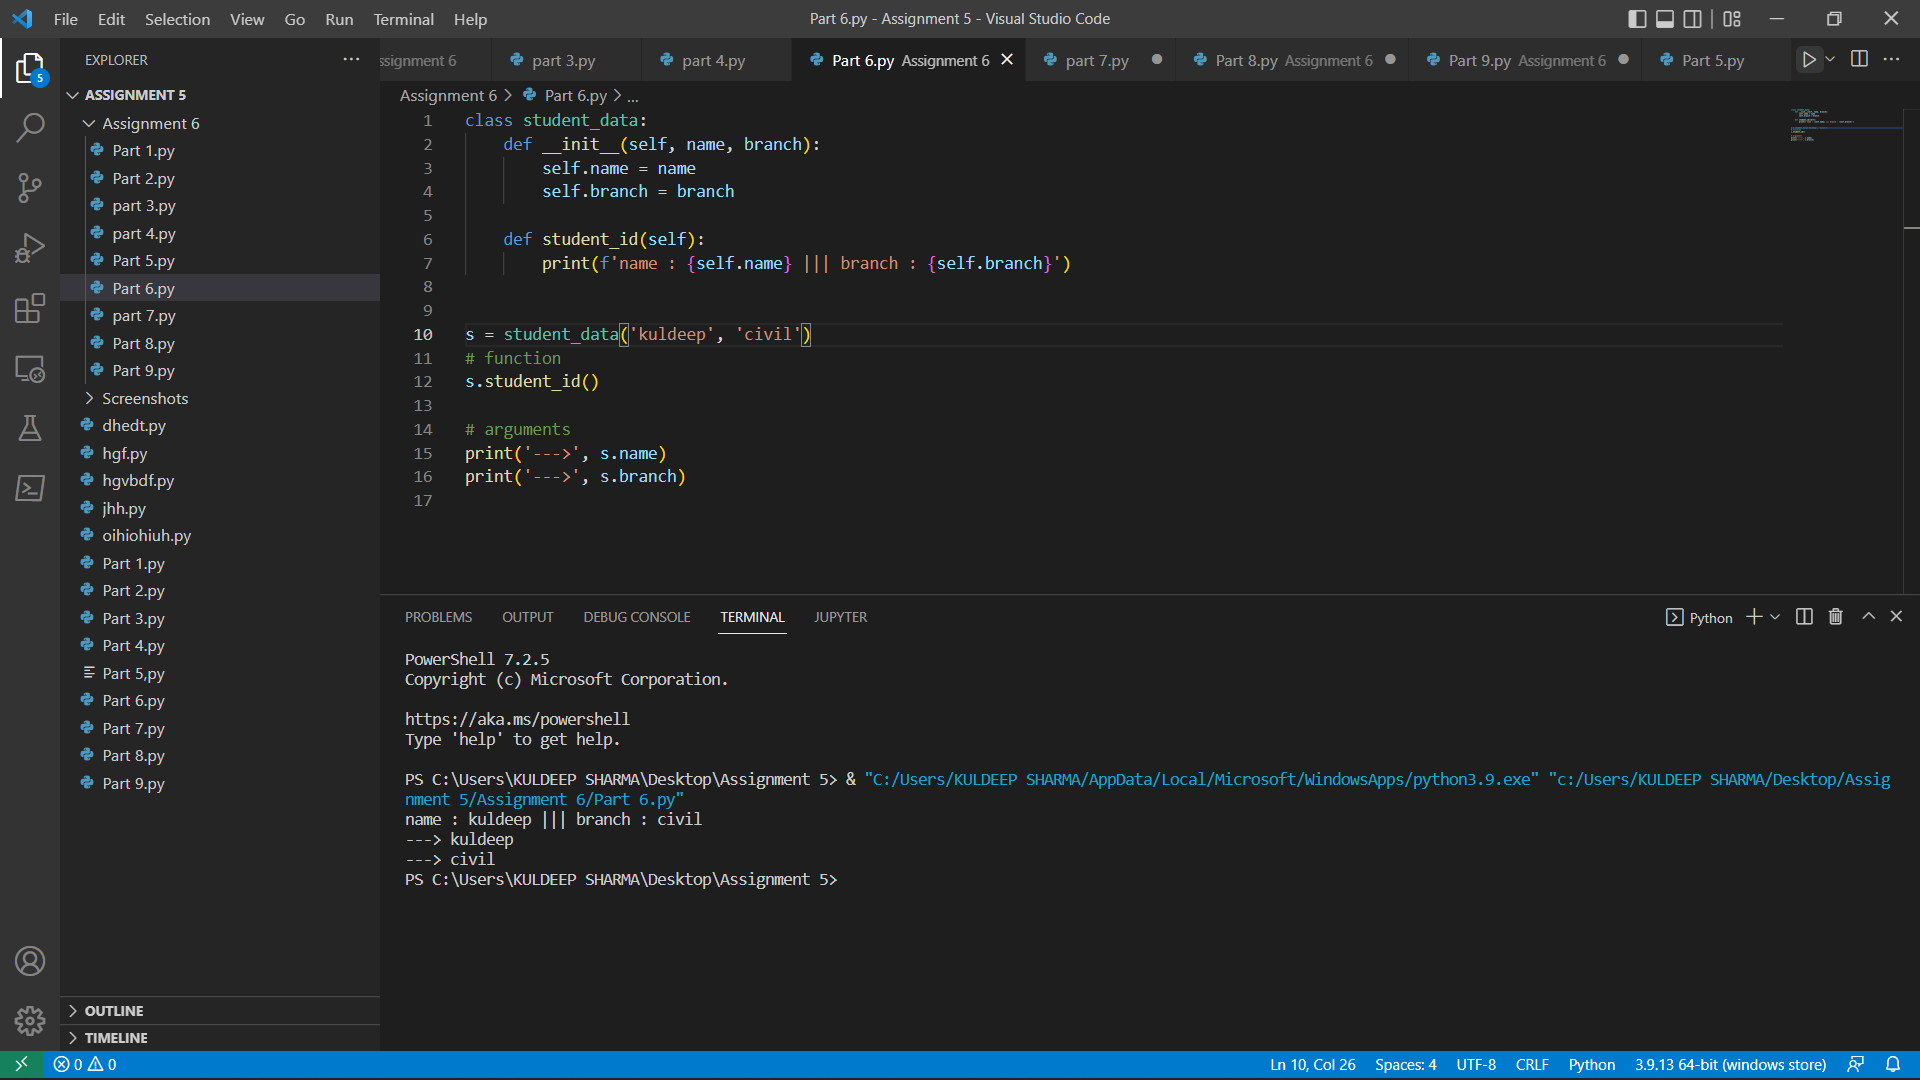 File Edit Selection View Go Run Terminal Help
Part 6.py - Assignment 5 - Visual Studio Code
EXPLORER
ssignment 6
part 3.py
part 4.py
Part 6.py Assignment 6
part 7.py
Part 8.py Assignment 6
Part 9.py Assignment 6
Part 5.py
5
ASSIGNMENT 5
Assignment 6
Part 1.py
Part 2.py
part 3.py
part 4.py
Part 5.py
Part 6.py
part 7.py
Part 8.py
Part 9.py
Screenshots
dhedt.py
hgf.py
hgvbdf.py
jhh.py
oihiohiuh.py
Part 1.py
Part 2.py
Part 3.py
Part 4.py
Part 5,py
Part 6.py
Part 7.py
Part 8.py
Part 9.py
OUTLINE
TIMELINE
Assignment 6 > Part 6.py > ...
1 class student_data:
2 def __init__(self, name, branch):
3 self.name = name
4 self.branch = branch
5
6 def student_id(self):
7 print(f'name : {self.name} ||| branch : {self.branch}')
8
9
10 s = student_data('kuldeep', 'civil')
11 # function
12 s.student_id()
13
14 # arguments
15 print('--->', s.name)
16 print('--->', s.branch)
17
PROBLEMS OUTPUT DEBUG CONSOLE TERMINAL JUPYTER
Python
PowerShell 7.2.5
Copyright (c) Microsoft Corporation.
https://aka.ms/powershell
Type 'help' to get help.
PS C:\Users\KULDEEP SHARMA\Desktop\Assignment 5> & "C:/Users/KULDEEP SHARMA/AppData/Local/Microsoft/WindowsApps/python3.9.exe" "c:/Users/KULDEEP SHARMA/Desktop/Assig
nment 5/Assignment 6/Part 6.py"
name : kuldeep ||| branch : civil
---> kuldeep
---> civil
PS C:\Users\KULDEEP SHARMA\Desktop\Assignment 5>
0 0
Ln 10, Col 26 Spaces: 4 UTF-8 CRLF Python 3.9.13 64-bit (windows store)